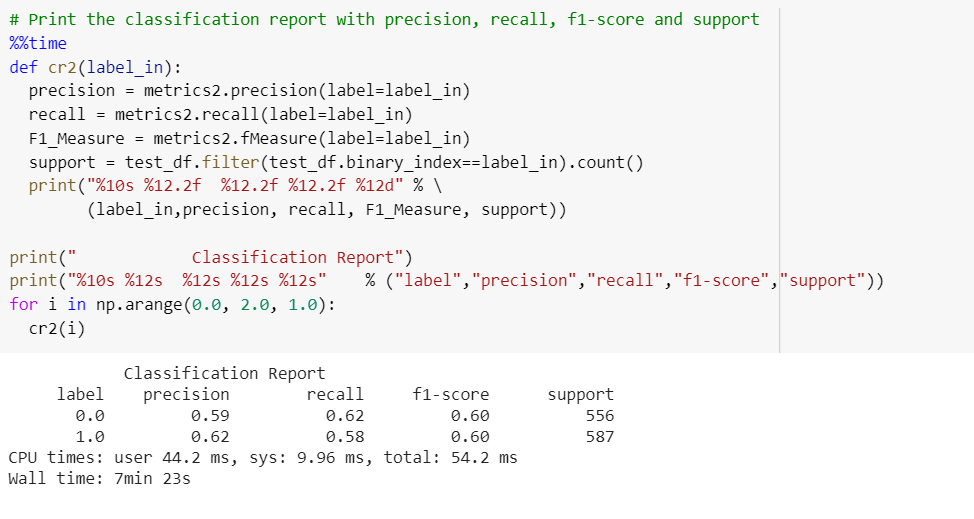 # Print the classification report with precision, recall, f1-score and support
%%time
def cr2(label_in):
  precision = metrics2.precision(label=label_in)
  recall = metrics2.recall(label=label_in)
  F1_Measure = metrics2.fMeasure(label=label_in)
  support = test_df.filter(test_df.binary_index==label_in).count()
  print("%10s %12.2f  %12.2f %12.2f %12d" % \
        (label_in,precision, recall, F1_Measure, support))

print("            Classification Report")
print("%10s %12s  %12s %12s %12s"    % ("label","precision","recall","f1-score","support"))
for i in np.arange(0.0, 2.0, 1.0):
  cr2(i)
            Classification Report
     label    precision        recall     f1-score      support
       0.0         0.59          0.62         0.60          556
       1.0         0.62          0.58         0.60          587
CPU times: user 44.2 ms, sys: 9.96 ms, total: 54.2 ms
Wall time: 7min 23s